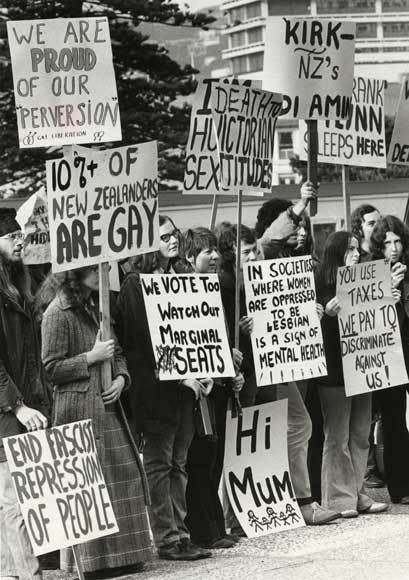 WE ARE
PROUD
OF OUR
"PERVERSION"
GAY LIBERATION
KIRK-
NZ's
IDI AMIN
DEATH TO
VICTORIAN
ATTITUDES
SLEEPS HERE
10%+ OF
NEW ZEALANDERS
ARE GAY
WE VOTE TOO
WATCH OUR
MARGINAL
SEATS
IN SOCIETIES
WHERE WOMEN
ARE OPPRESSED
TO BE
LESBIAN
IS A SIGN OF
MENTAL HEALTH
YOU USE
TAXES
WE PAY TO
DISCRIMINATE
AGAINST
US!
END FASCIST
REPRESSION
OF PEOPLE
Hi
MUM!